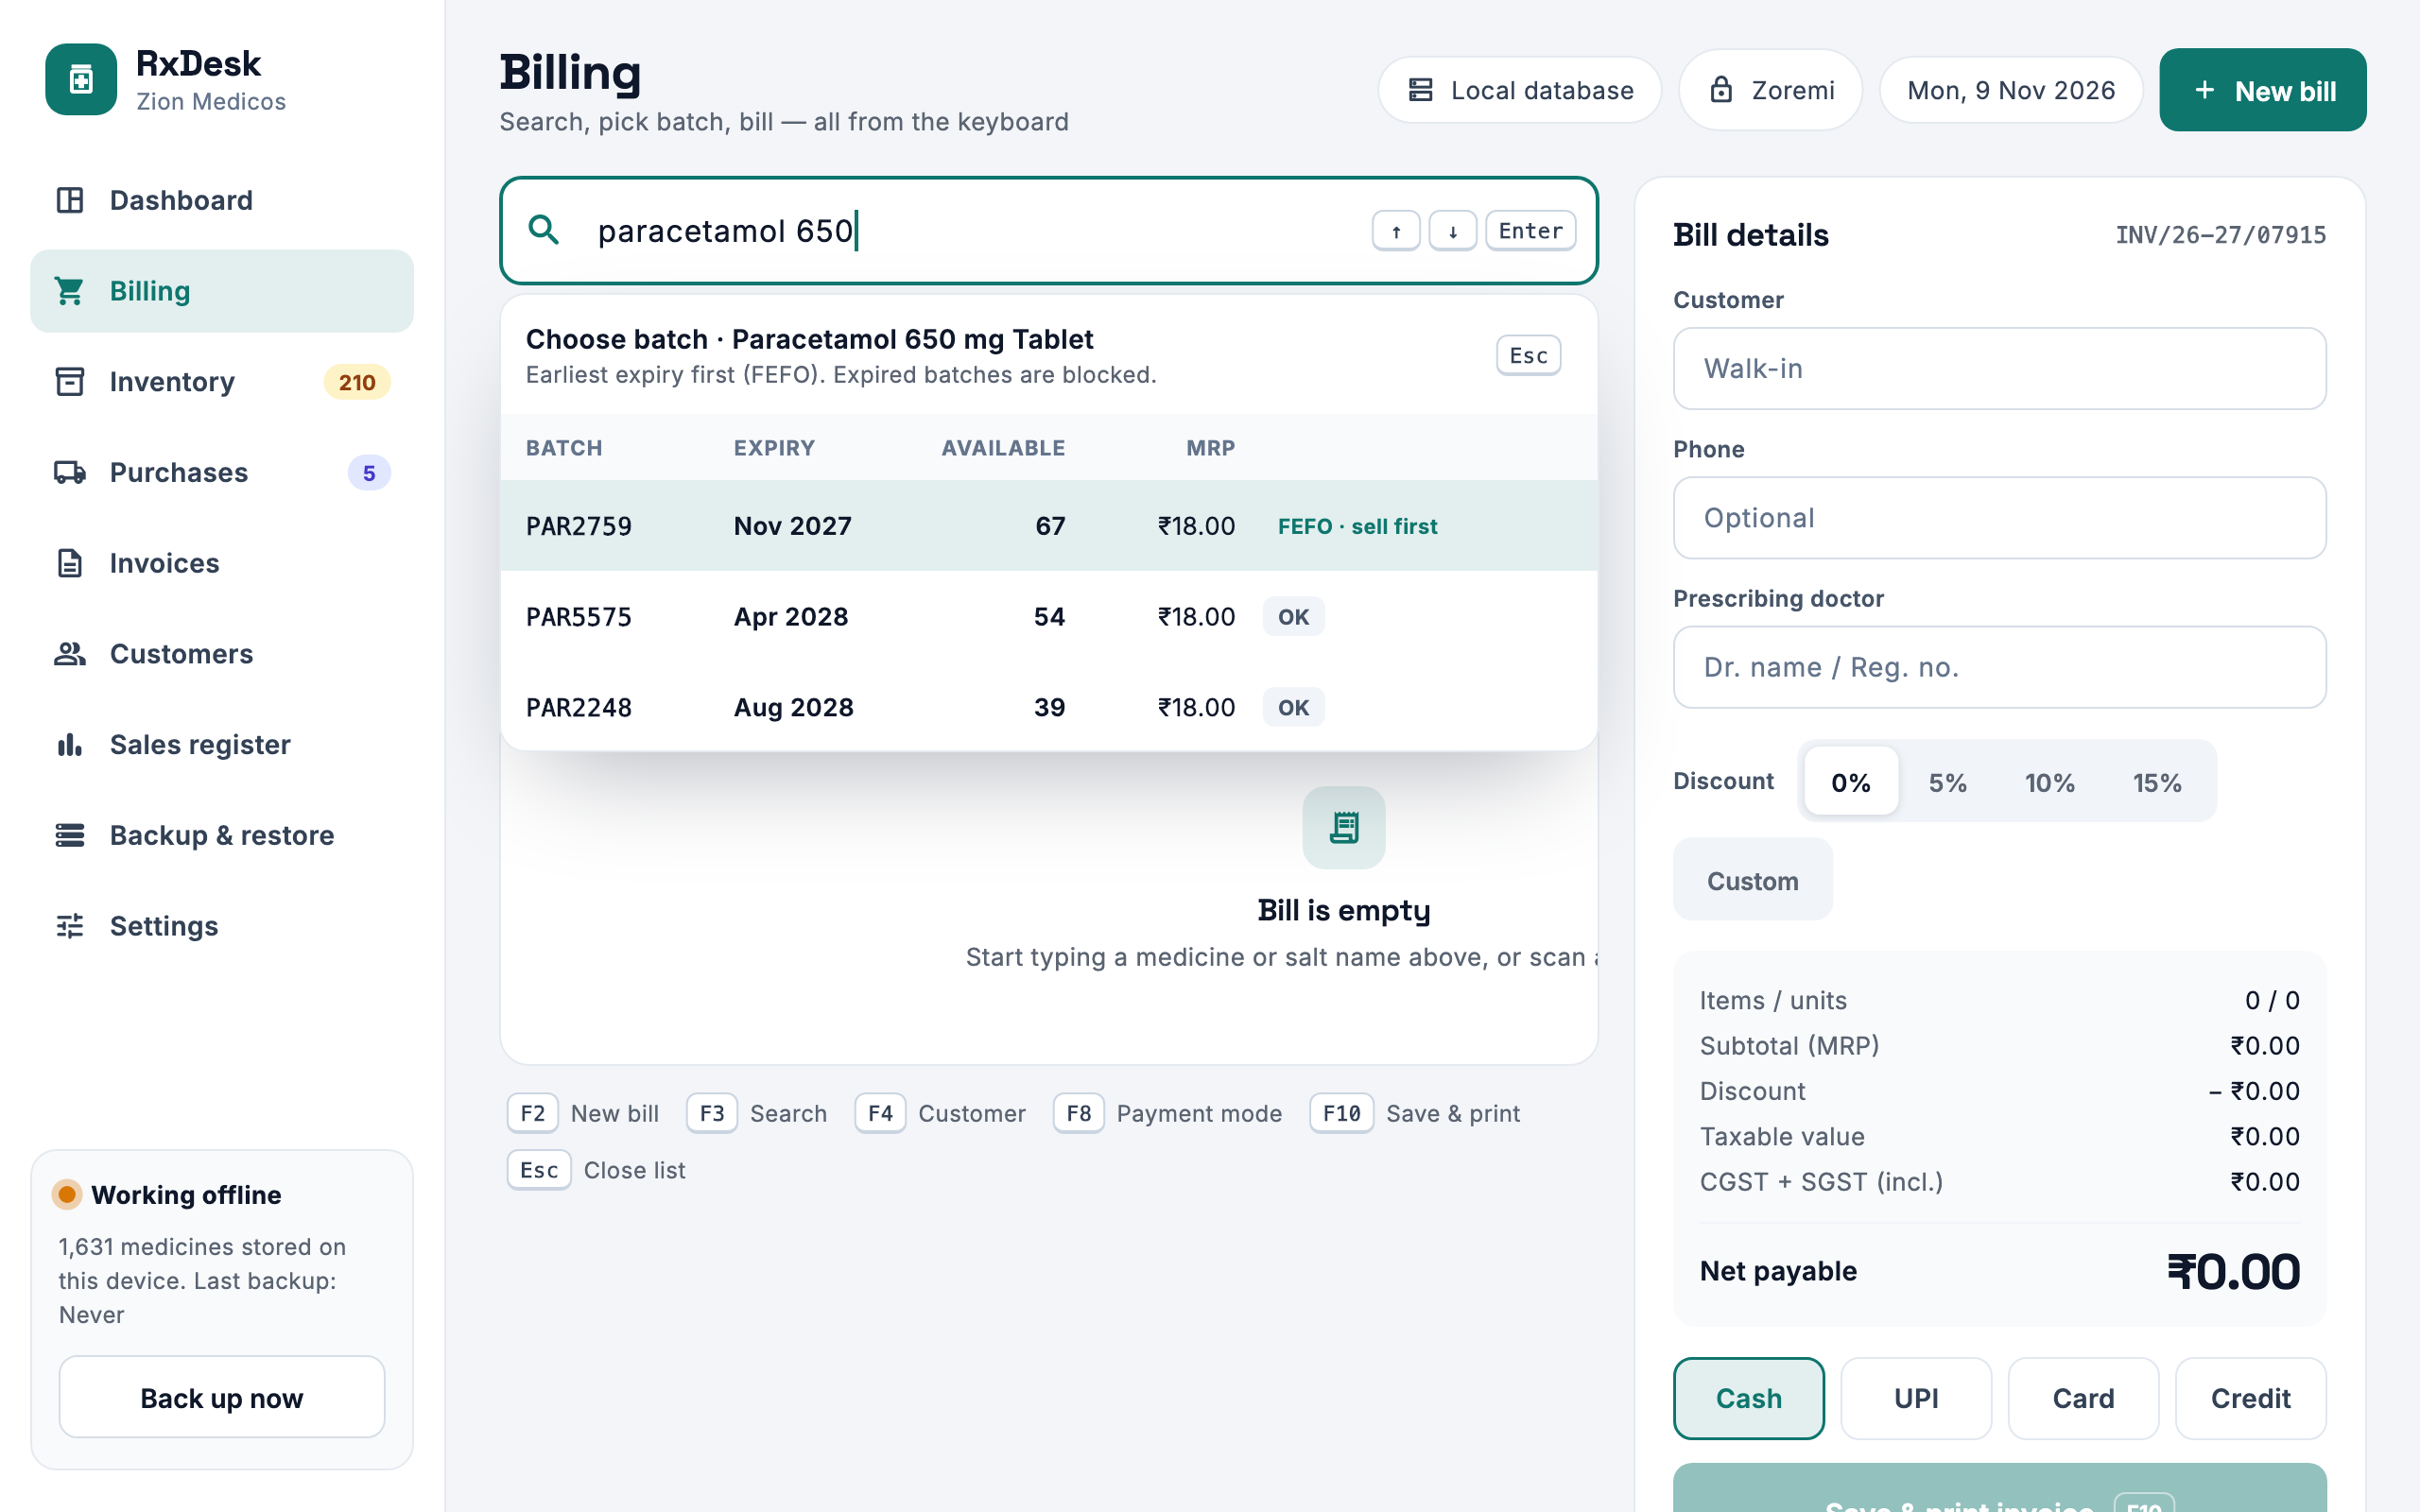 RxDesk
Zion Medicos
Dashboard
Billing
Inventory 210
Purchases 5
Invoices
Customers
Sales register
Backup & restore
Settings
Working offline
1,631 medicines stored on
this device. Last backup:
Never
Back up now
Billing
Search, pick batch, bill — all from the keyboard
Local database
Zoremi
Mon, 9 Nov 2026
+ New bill
paracetamol 650 ↑ ↓ Enter
Choose batch · Paracetamol 650 mg Tablet
Earliest expiry first (FEFO). Expired batches are blocked.
Esc
BATCH EXPIRY AVAILABLE MRP
PAR2759 Nov 2027 67 ₹18.00 FEFO · sell first
PAR5575 Apr 2028 54 ₹18.00 OK
PAR2248 Aug 2028 39 ₹18.00 OK
Bill is empty
Start typing a medicine or salt name above, or scan
F2 New bill F3 Search F4 Customer F8 Payment mode F10 Save & print
Esc Close list
Bill details INV/26–27/07915
Customer
Walk-in
Phone
Optional
Prescribing doctor
Dr. name / Reg. no.
Discount 0% 5% 10% 15%
Custom
Items / units 0 / 0
Subtotal (MRP) ₹0.00
Discount – ₹0.00
Taxable value ₹0.00
CGST + SGST (incl.) ₹0.00
Net payable ₹0.00
Cash UPI Card Credit
Save & print invoice F10